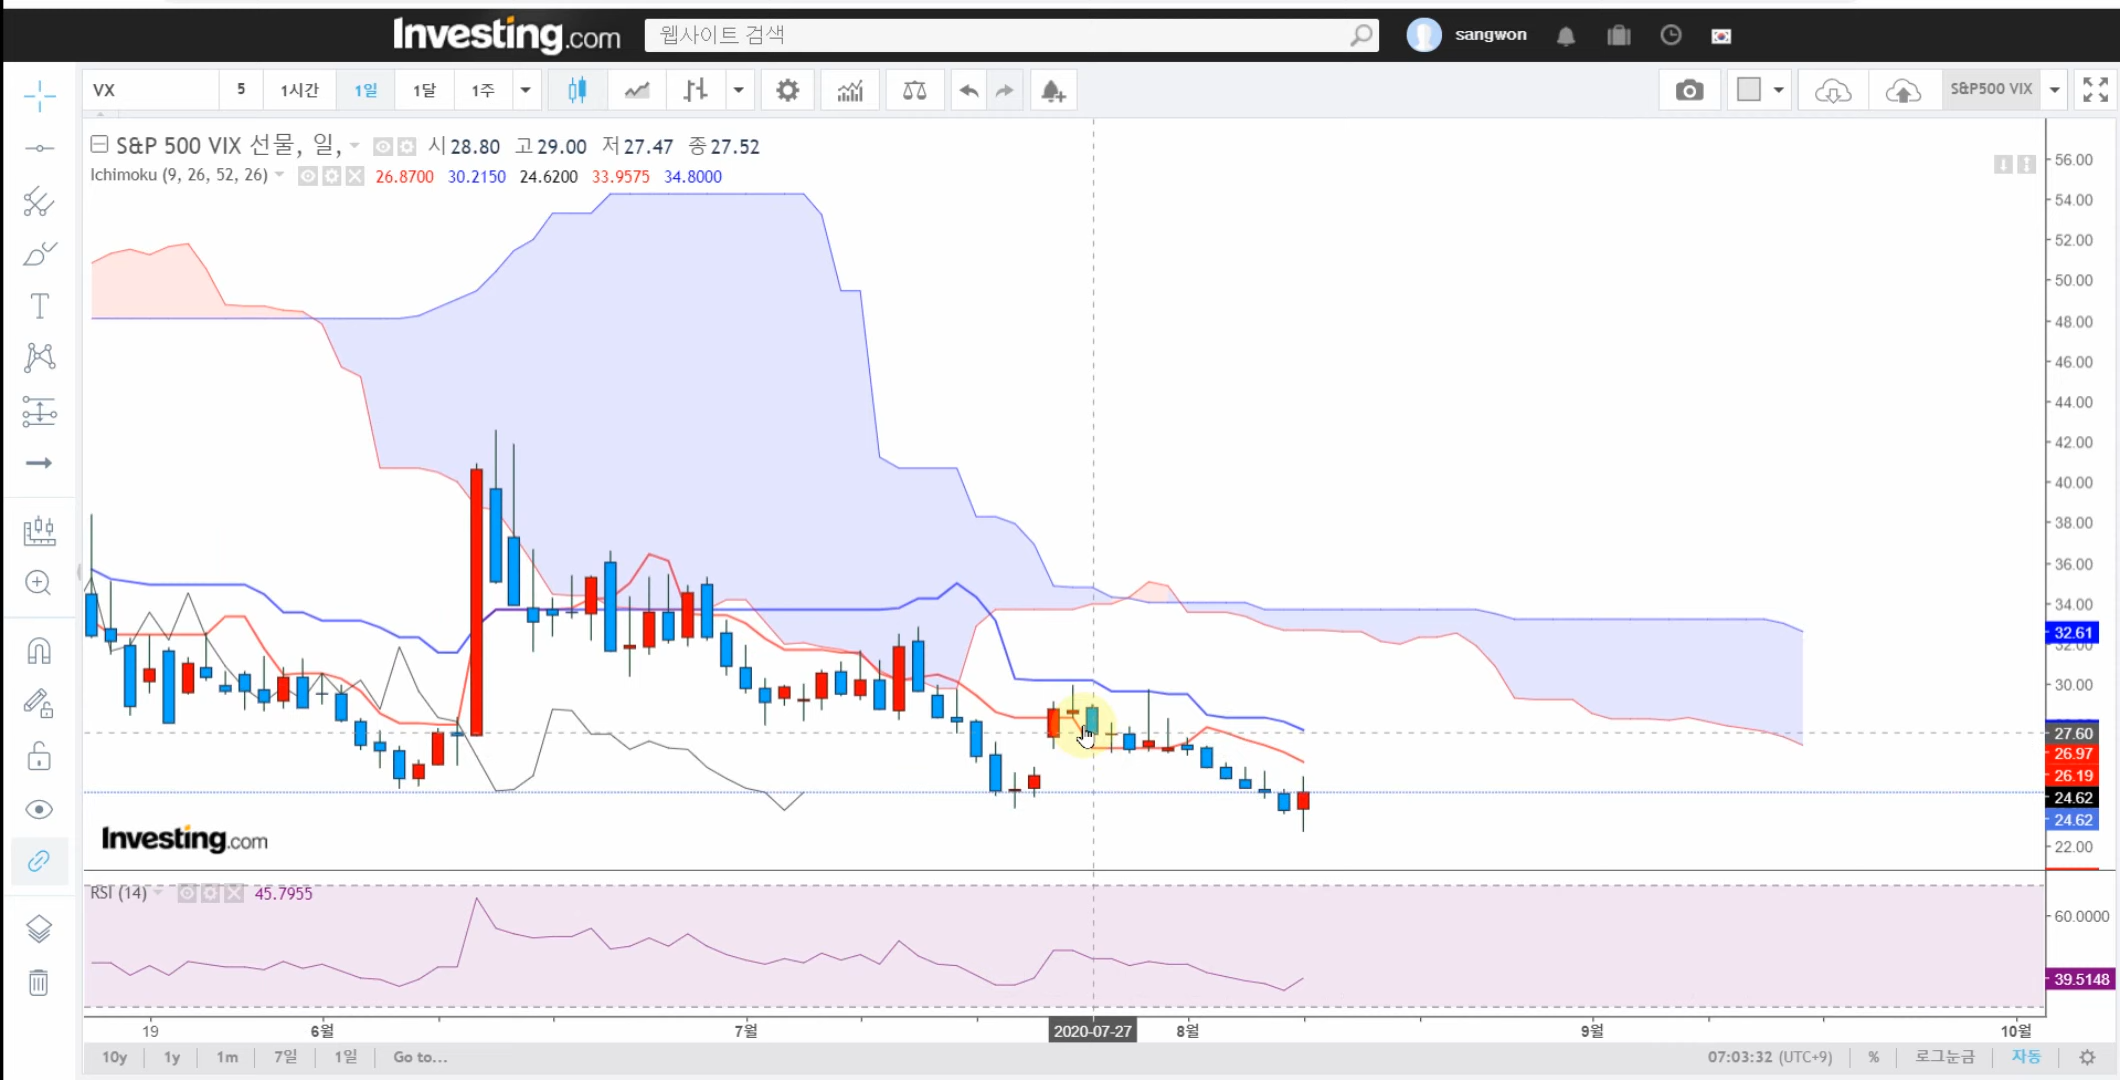 Investing.com 웹사이트 검색 sangwon
VX 5 1시간 1일 1달 1주 S&P500 VIX
S&P 500 VIX 선물, 일, 시 28.80 고 29.00 저 27.47 종 27.52
Ichimoku (9, 26, 52, 26) 26.8700 30.2150 24.6200 33.9575 34.8000
56.00
54.00
52.00
50.00
48.00
46.00
44.00
42.00
40.00
38.00
36.00
34.00
32.61
32.00
30.00
27.60
26.97
26.19
24.62
24.62
22.00
Investing.com
RSI (14) 45.7955
60.0000
39.5148
19 6월 7월 2020-07-27 8월 9월 10월
10y 1y 1m 7일 1일 Go to... 07:03:32 (UTC+9) % 로그눈금 자동